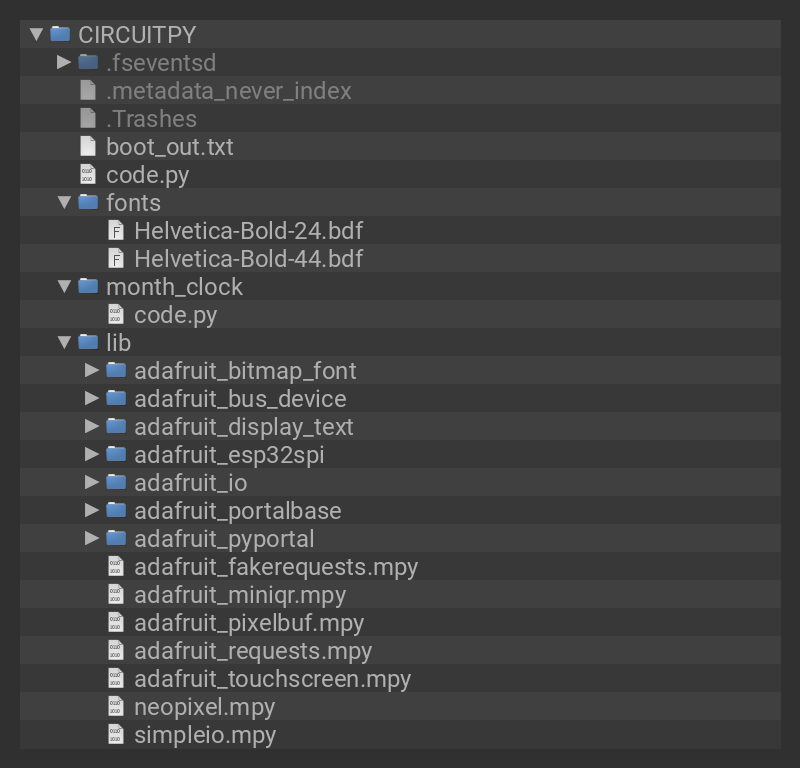 CIRCUITPY
.fseventsd
.metadata_never_index
.Trashes
boot_out.txt
code.py
fonts
Helvetica-Bold-24.bdf
Helvetica-Bold-44.bdf
month_clock
code.py
lib
adafruit_bitmap_font
adafruit_bus_device
adafruit_display_text
adafruit_esp32spi
adafruit_io
adafruit_portalbase
adafruit_pyportal
adafruit_fakerequests.mpy
adafruit_miniqr.mpy
adafruit_pixelbuf.mpy
adafruit_requests.mpy
adafruit_touchscreen.mpy
neopixel.mpy
simpleio.mpy